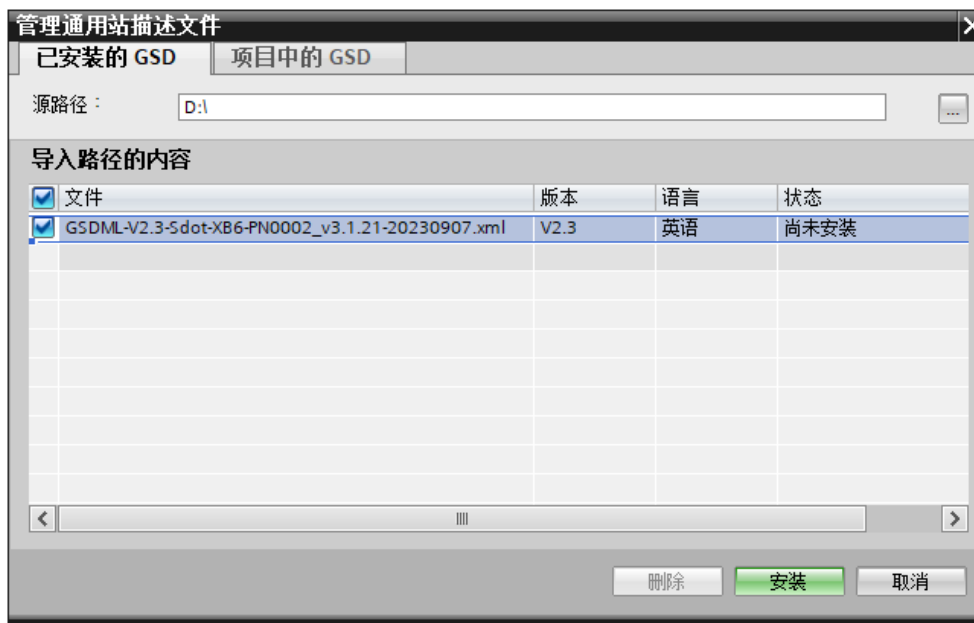 管理通用站描述文件
已安装的 GSD 项目中的 GSD
源路径： D:\ ...
导入路径的内容
文件 版本 语言 状态
GSDML-V2.3-Sdot-XB6-PN0002_v3.1.21-20230907.xml V2.3 英语 尚未安装
删除 安装 取消